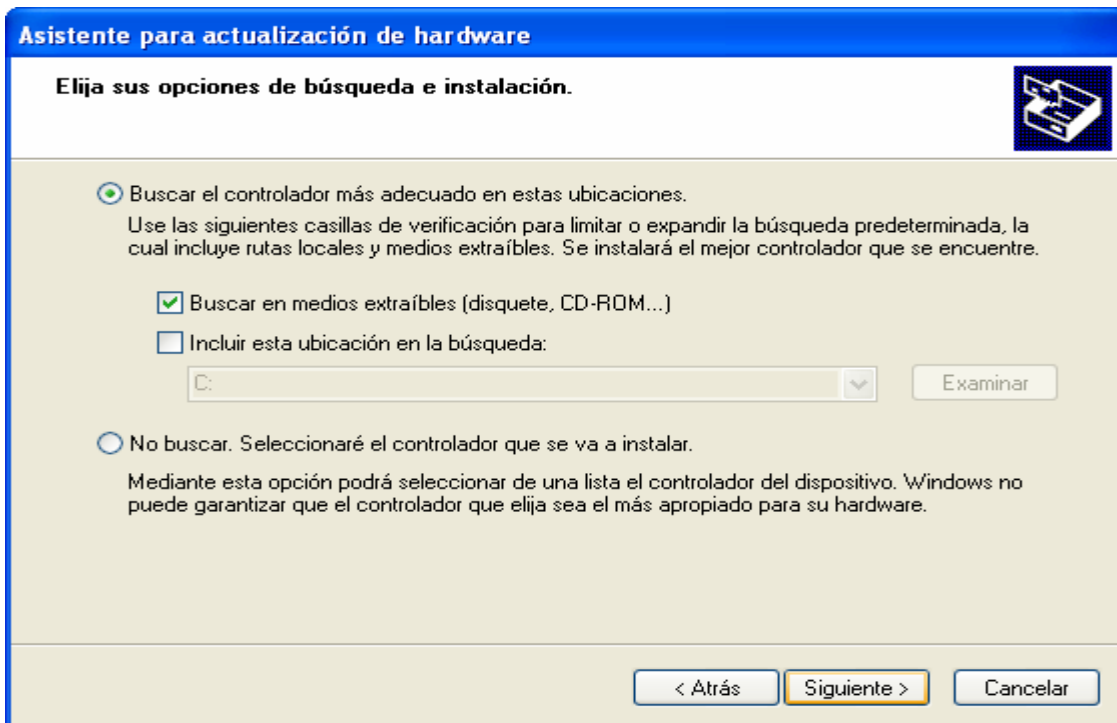 Asistente para actualización de hardware
Elija sus opciones de búsqueda e instalación.
Buscar el controlador más adecuado en estas ubicaciones.
Use las siguientes casillas de verificación para limitar o expandir la búsqueda predeterminada, la
cual incluye rutas locales y medios extraíbles. Se instalará el mejor controlador que se encuentre.
Buscar en medios extraíbles (disquete, CD-ROM...)
Incluir esta ubicación en la búsqueda:
C:
Examinar
No buscar. Seleccionaré el controlador que se va a instalar.
Mediante esta opción podrá seleccionar de una lista el controlador del dispositivo. Windows no
puede garantizar que el controlador que elija sea el más apropiado para su hardware.
< Atrás
Siguiente >
Cancelar